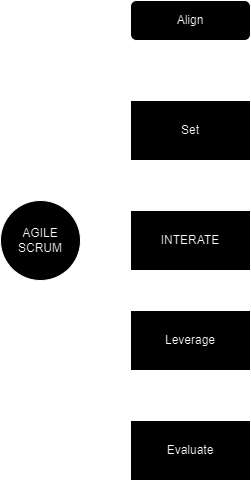 Align
Set
AGILE
SCRUM
INTERATE
Leverage
Evaluate